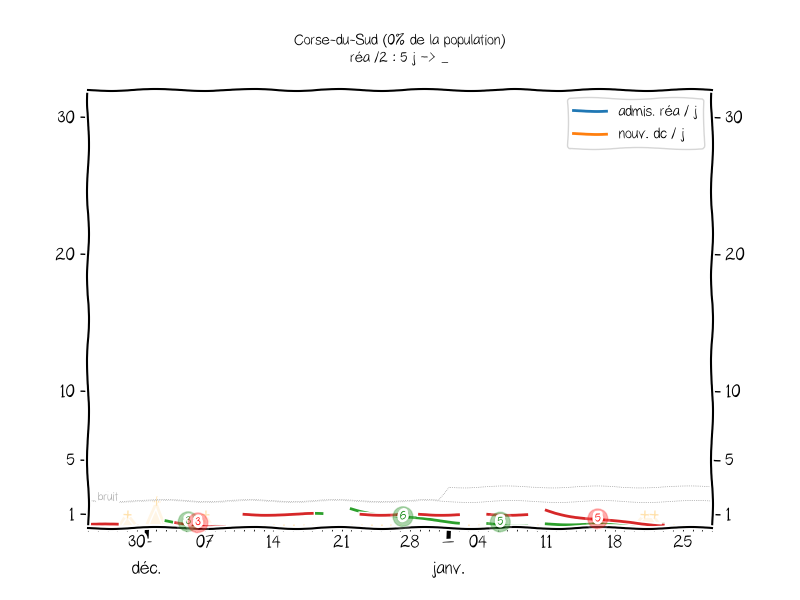 Corse-du-Sud (0% de la population)
réa /2 : 5 j -> _
admis. réa / j
nouv. dc / j
30 30
20 20
10 10
5 5
bruit
1 1
3 3 6 5 5
30 07 14 21 28 04 11 18 25
déc. janv.